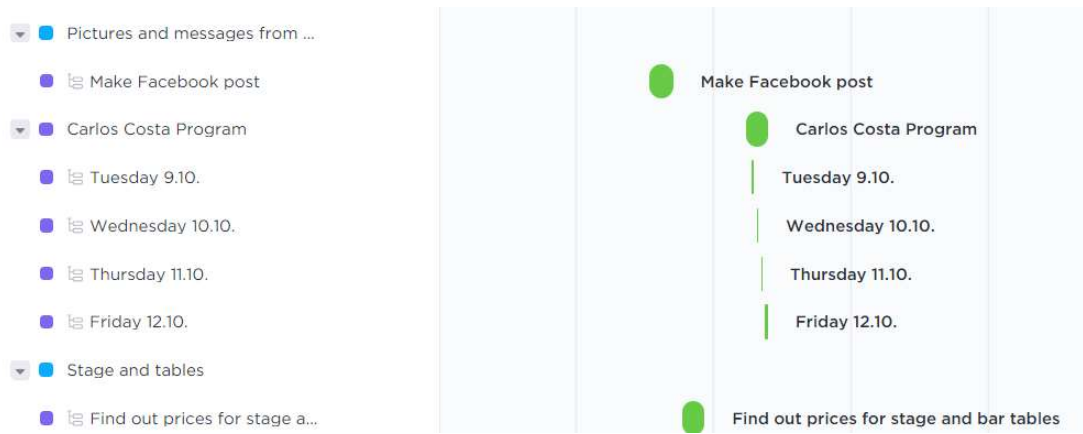 Pictures and messages from ...
Make Facebook post Make Facebook post
Carlos Costa Program Carlos Costa Program
Tuesday 9.10. Tuesday 9.10.
Wednesday 10.10. Wednesday 10.10.
Thursday 11.10. Thursday 11.10.
Friday 12.10. Friday 12.10.
Stage and tables
Find out prices for stage a... Find out prices for stage and bar tables